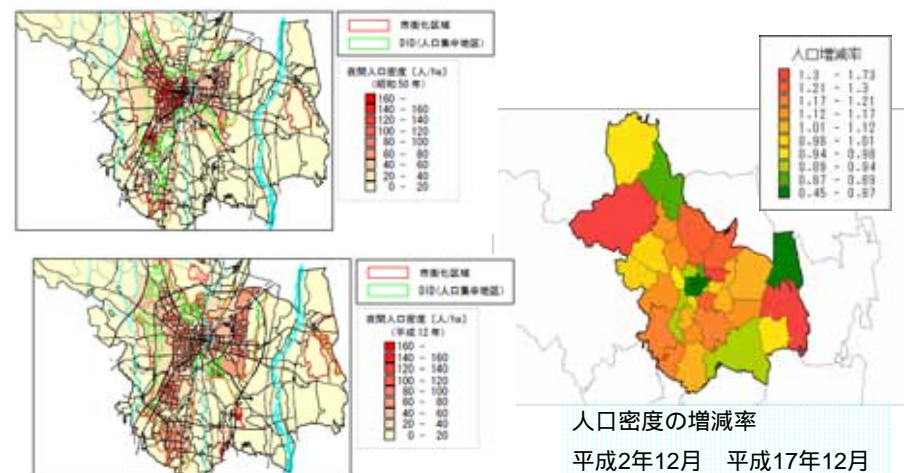 市街化区域
DID(人口集中地区)
夜間人口密度 [人/ha]
(昭和50年)
160 -
140 - 160
120 - 140
100 - 120
80 - 100
60 - 80
40 - 60
20 - 40
0 - 20
市街化区域
DID(人口集中地区)
夜間人口密度 [人/ha]
(平成12年)
160 -
140 - 160
120 - 140
100 - 120
80 - 100
60 - 80
40 - 60
20 - 40
0 - 20
人口増減率
1.3 - 1.73
1.21 - 1.3
1.17 - 1.21
1.12 - 1.17
1.01 - 1.12
0.98 - 1.01
0.94 - 0.98
0.89 - 0.94
0.87 - 0.89
0.45 - 0.87
人口密度の増減率
平成2年12月 平成17年12月